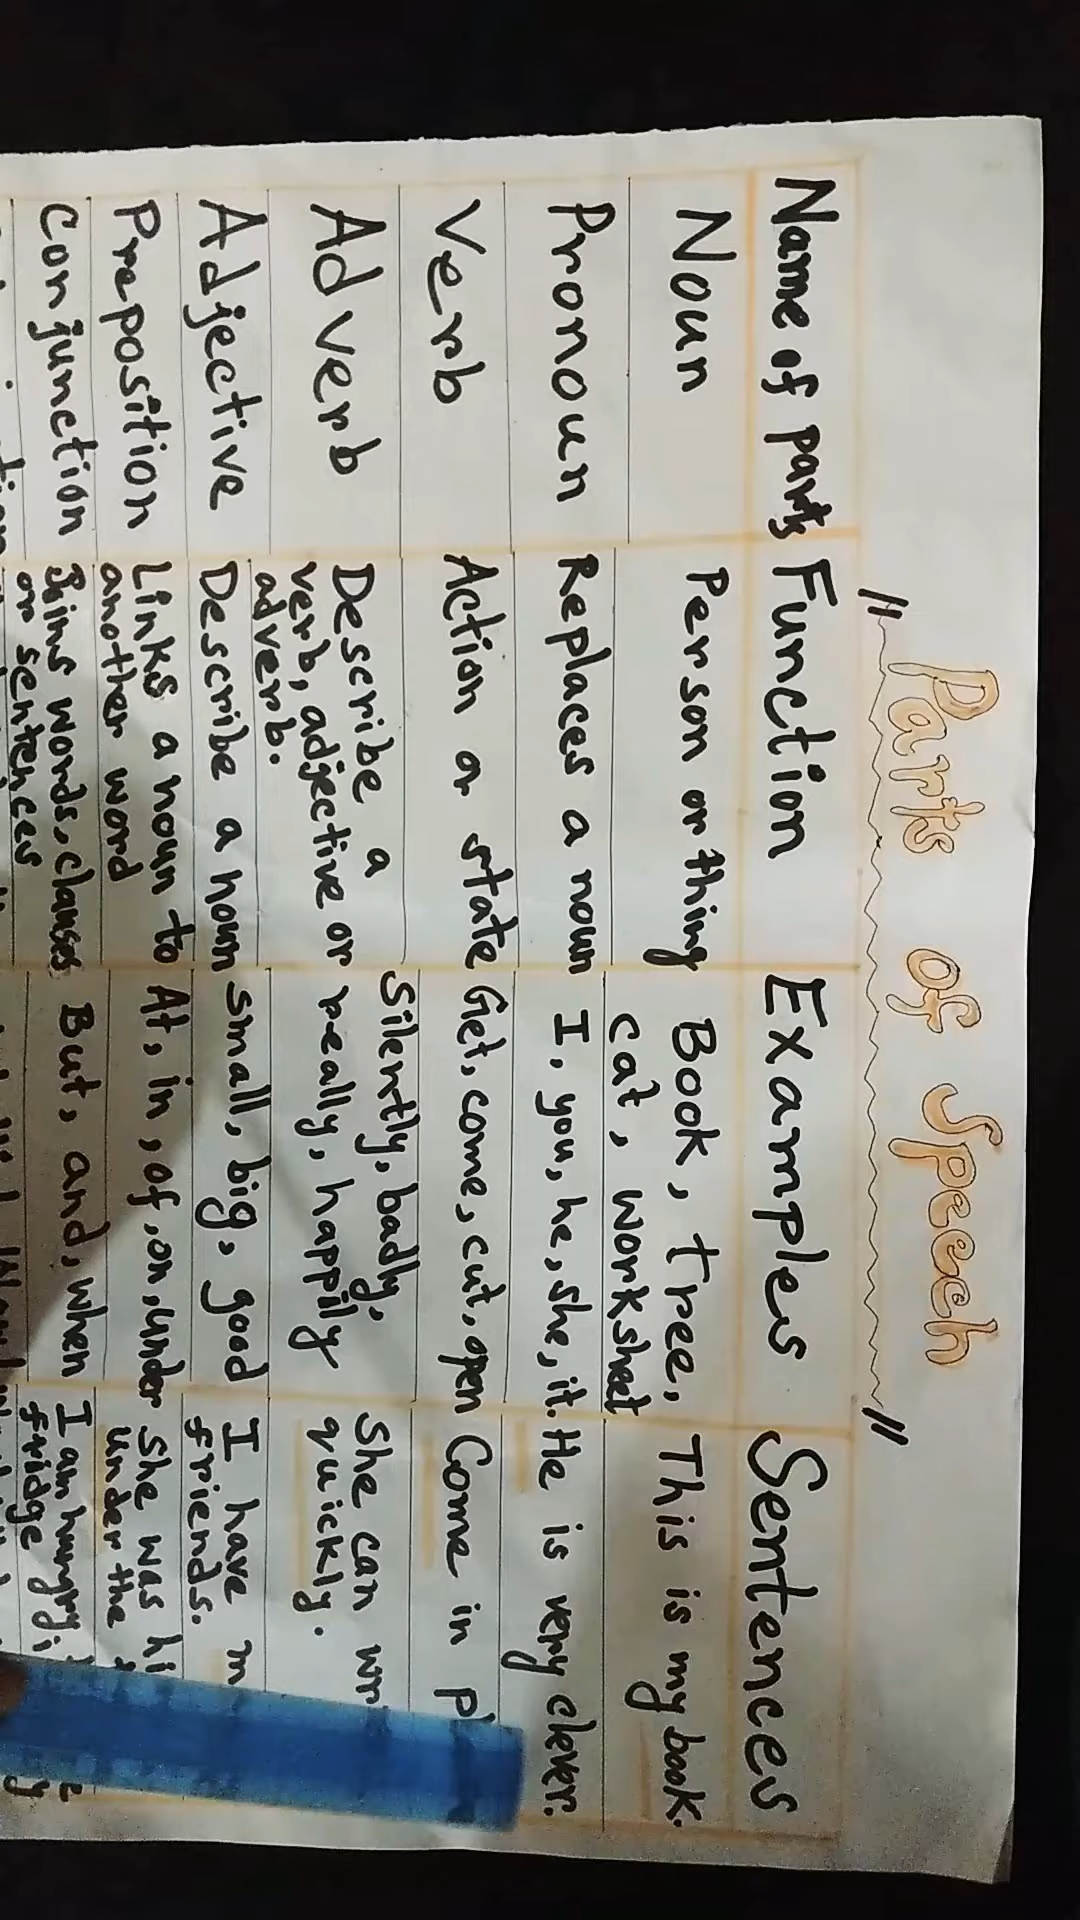 "Parts of Speech"
Name of parts Function Examples Sentences
Noun Person or thing Book, tree, This is my book.
cat, worksheet
Pronoun Replaces a noun I, you, he, she, it. He is very clever.
Verb Action or state Get, come, cut, open Come in
Adverb Describe a Silently, badly, She can
verb, adjective or really, happily quickly.
adverb.
Adjective Describe a noun small, big, good I have
friends.
Preposition Links a noun to At, in, of, on, under She was
another word under the
Conjunction Joins words, clauses But, and, when I am hungry;
or sentences fridge